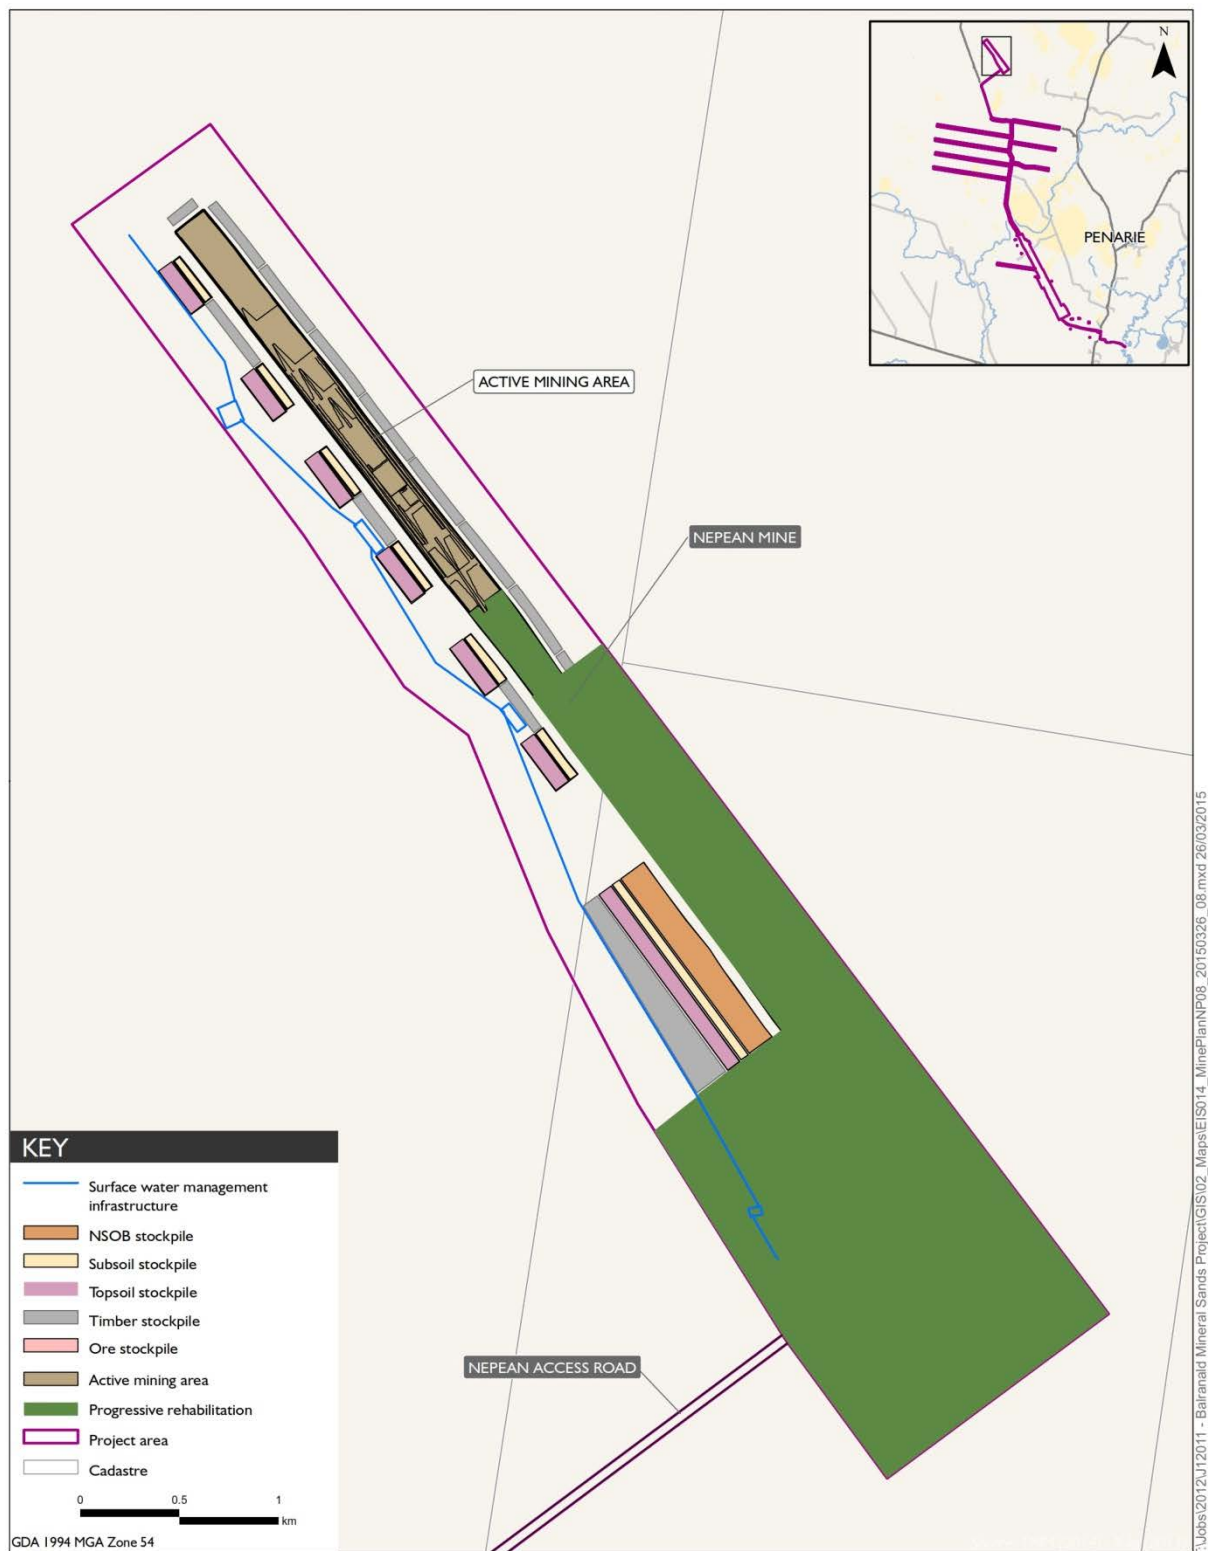 N
PENARIE
ACTIVE MINING AREA
NEPEAN MINE
NEPEAN ACCESS ROAD
KEY
Surface water management
infrastructure
NSOB stockpile
Subsoil stockpile
Topsoil stockpile
Timber stockpile
Ore stockpile
Active mining area
Progressive rehabilitation
Project area
Cadastre
0 0.5 1
km
GDA 1994 MGA Zone 54
:\Jobs\2012\J12011 - Balranald Mineral Sands Project\GIS\02_Maps\EIS014_MinePlanNP08_20150326_08.mxd 26/03/2015